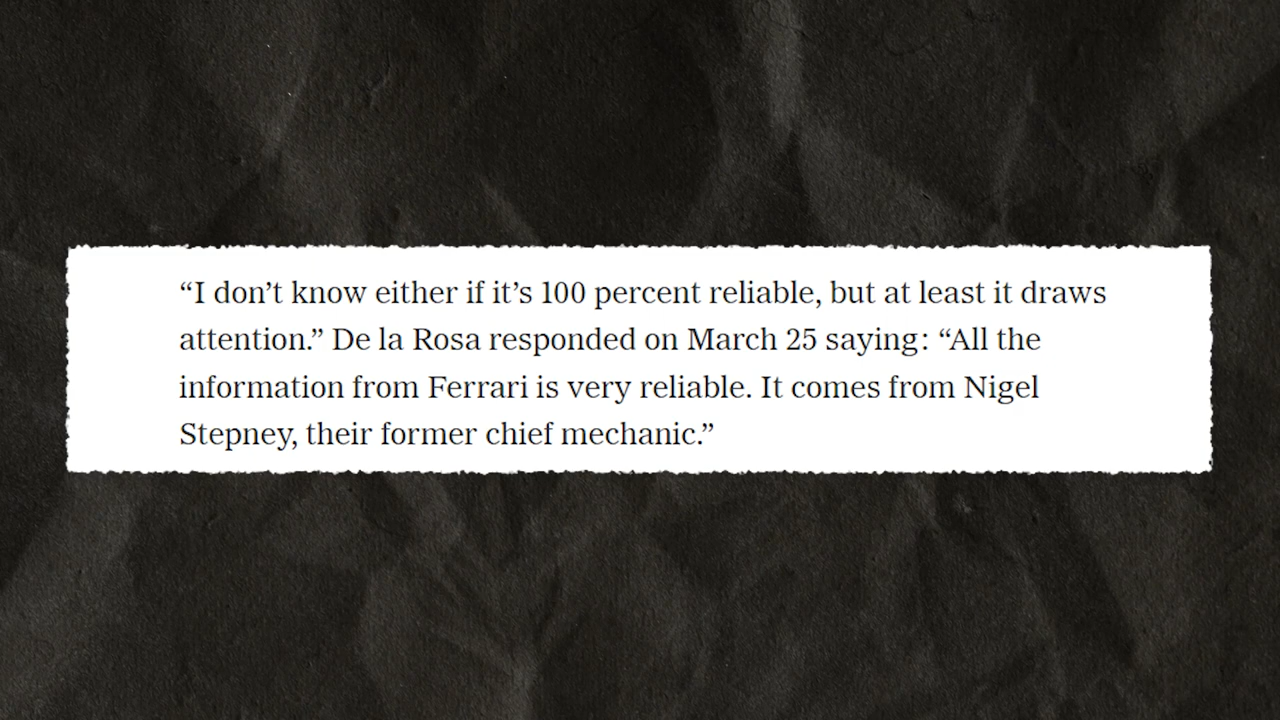 “I don’t know either if it’s 100 percent reliable, but at least it draws
attention.” De la Rosa responded on March 25 saying: “All the
information from Ferrari is very reliable. It comes from Nigel
Stepney, their former chief mechanic.”